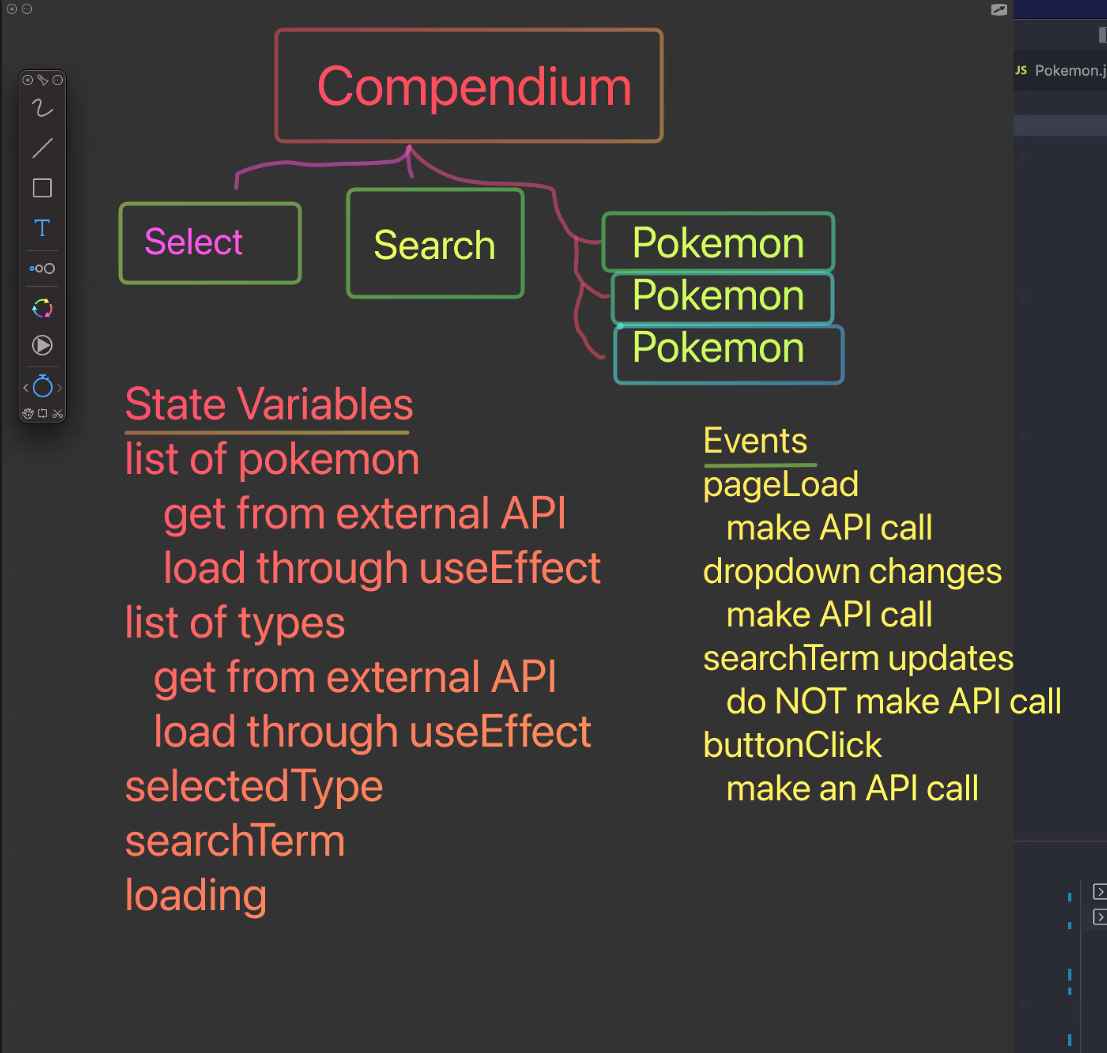 Compendium
JS Pokemon.j
Select
Search
Pokemon
Pokemon
Pokemon
State Variables
list of pokemon
get from external API
load through useEffect
list of types
get from external API
load through useEffect
selectedType
searchTerm
loading
Events
pageLoad
make API call
dropdown changes
make API call
searchTerm updates
do NOT make API call
buttonClick
make an API call
T